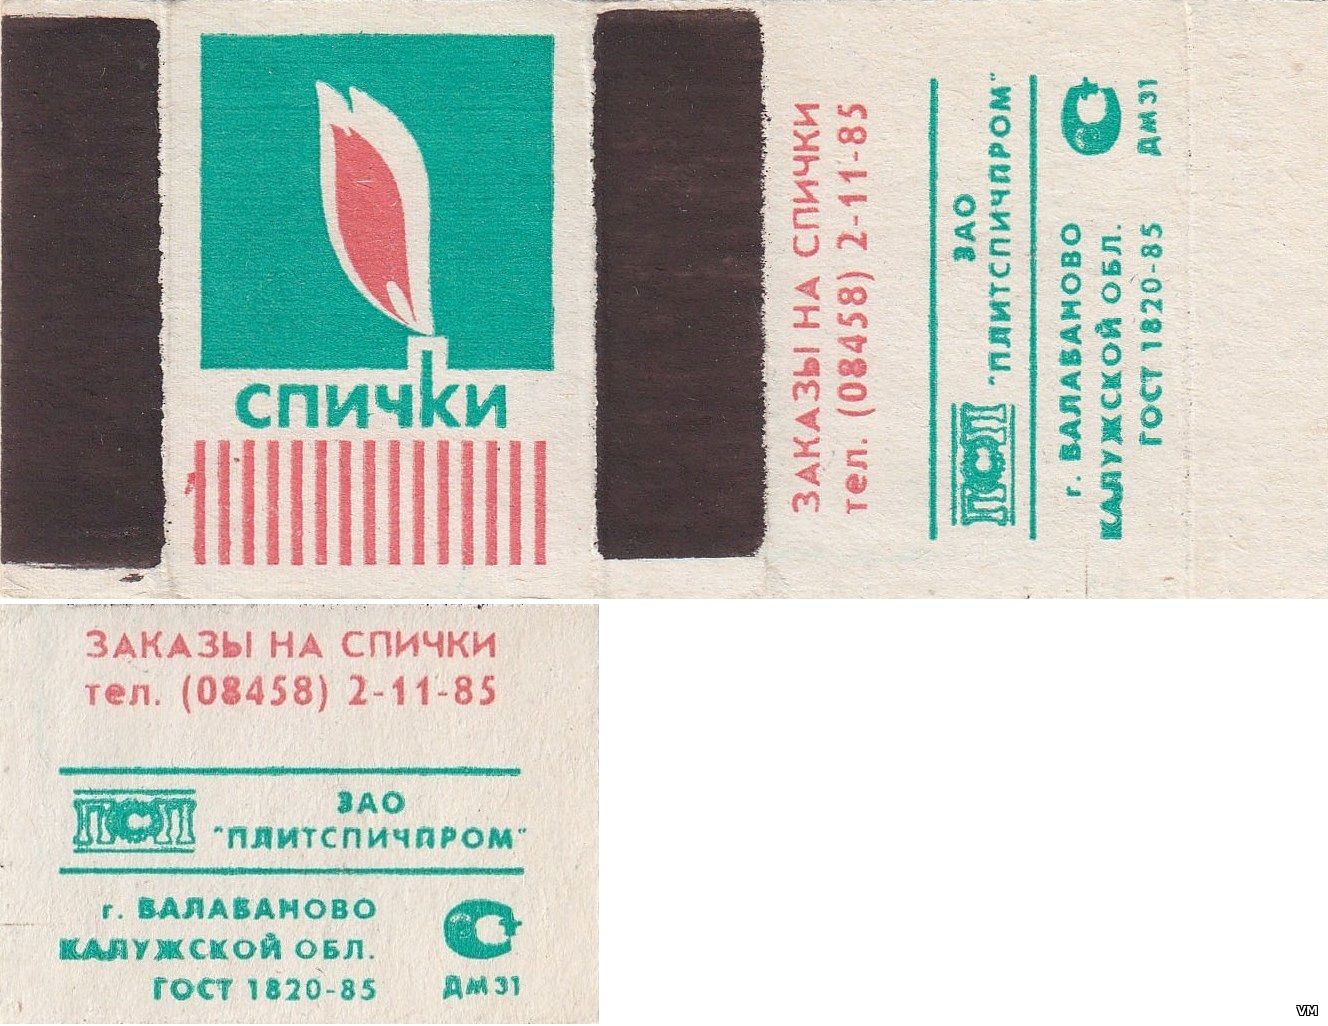 спички
ЗАКАЗЫ НА СПИЧКИ
тел. (08458) 2-11-85
ПСП
ЗАО
"ПЛИТСПИЧПРОМ"
г. БАЛАБАНОВО
КАЛУЖСКОЙ ОБЛ.
ГОСТ 1820-85
ДМ 31
ЗАКАЗЫ НА СПИЧКИ
тел. (08458) 2-11-85
ПСП
ЗАО
"ПЛИТСПИЧПРОМ"
г. БАЛАБАНОВО
КАЛУЖСКОЙ ОБЛ.
ГОСТ 1820-85
ДМ 31
VM